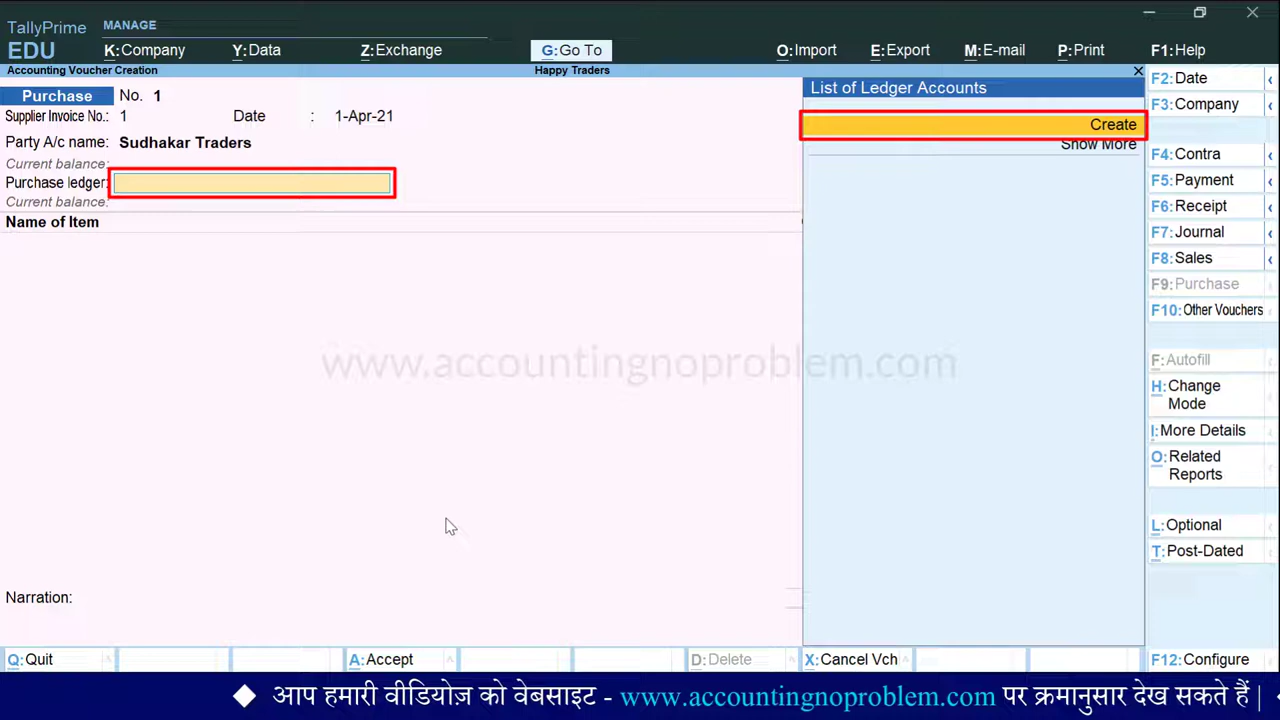 TallyPrime MANAGE
EDU K:Company Y:Data Z:Exchange G:Go To O:Import E:Export M:E-mail P:Print F1:Help
Accounting Voucher Creation Happy Traders
Purchase No. 1
Supplier Invoice No.: 1 Date : 1-Apr-21
Party A/c name: Sudhakar Traders
Current balance:
Purchase ledger:
Current balance:
Name of Item
List of Ledger Accounts
Create
Show More
F2:Date
F3:Company
F4:Contra
F5:Payment
F6:Receipt
F7:Journal
F8:Sales
F9:Purchase
F10:Other Vouchers
F:Autofill
H:Change
Mode
I:More Details
O:Related
Reports
L:Optional
T:Post-Dated
www.accountingnoproblem.com
Narration:
Q:Quit A:Accept D:Delete X:Cancel Vch F12:Configure
◆ आप हमारी वीडियोज़ को वेबसाइट - www.accountingnoproblem.com पर क्रमानुसार देख सकते हैं |